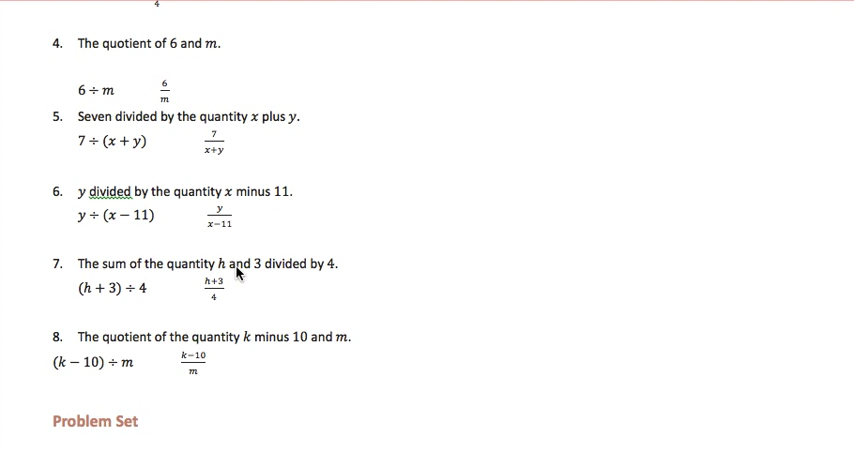 4
4. The quotient of 6 and m.
6 ÷ m    6/m
5. Seven divided by the quantity x plus y.
7 ÷ (x + y)    7/x+y
6. y divided by the quantity x minus 11.
y ÷ (x − 11)    y/x−11
7. The sum of the quantity h and 3 divided by 4.
(h + 3) ÷ 4    h+3/4
8. The quotient of the quantity k minus 10 and m.
(k − 10) ÷ m    k−10/m
Problem Set